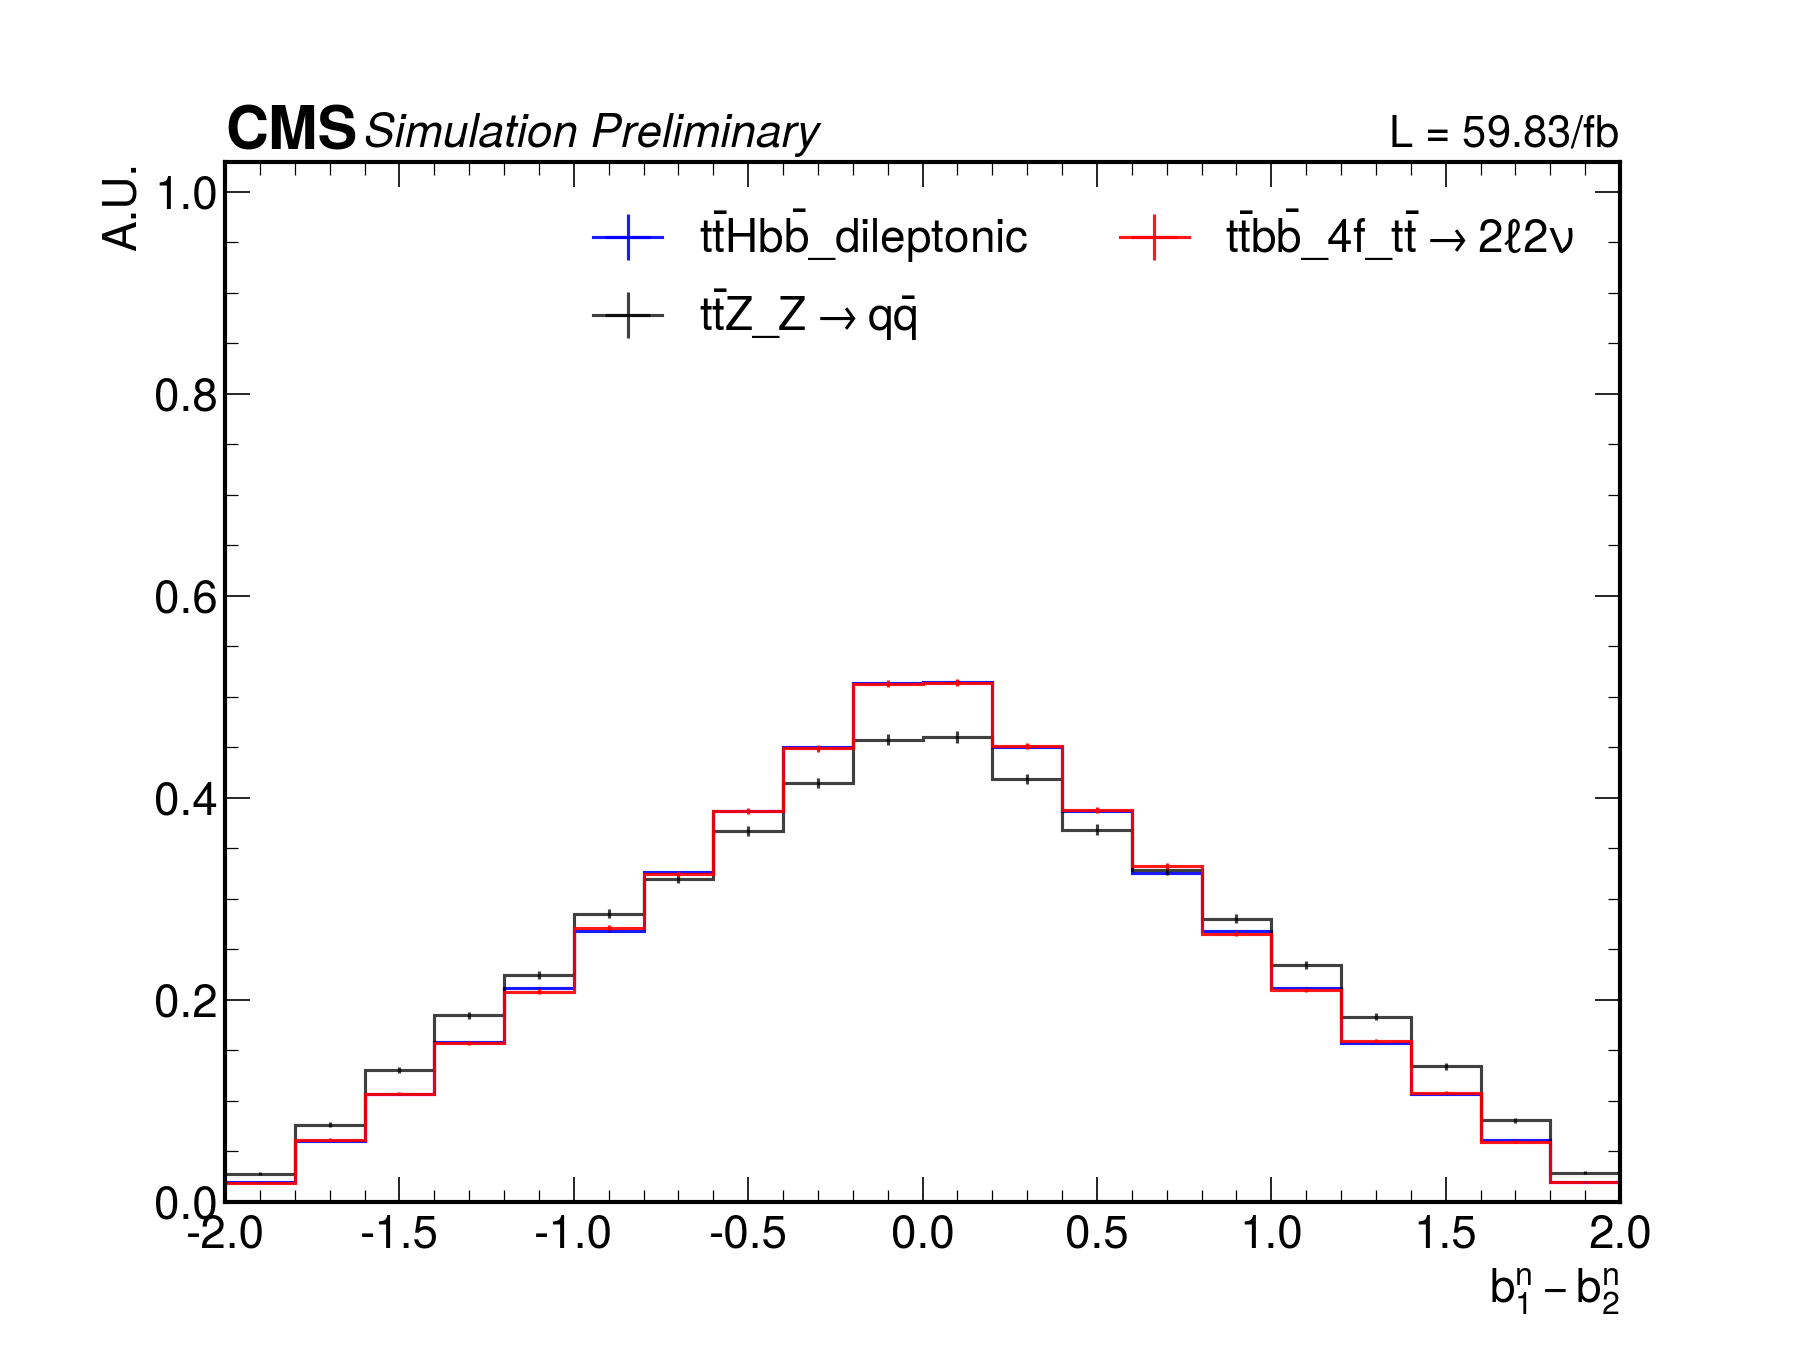 CMS Simulation Preliminary L = 59.83/fb
A.U.
tt̄Hbb̄_dileptonic tt̄bb̄_4f_tt̄ → 2ℓ2ν
tt̄Z_Z → qq̄
1.0
0.8
0.6
0.4
0.2
0.0
-2.0 -1.5 -1.0 -0.5 0.0 0.5 1.0 1.5 2.0
b₁ⁿ – b₂ⁿ